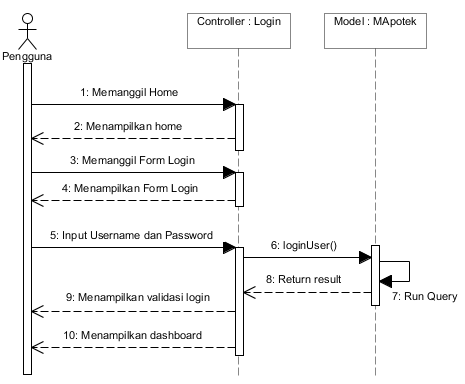 Controller : Login
Model : MApotek
Pengguna
1: Memanggil Home
2: Menampilkan home
3: Memanggil Form Login
4: Menampilkan Form Login
5: Input Username dan Password
6: loginUser()
8: Return result
7: Run Query
9: Menampilkan validasi login
10: Menampilkan dashboard